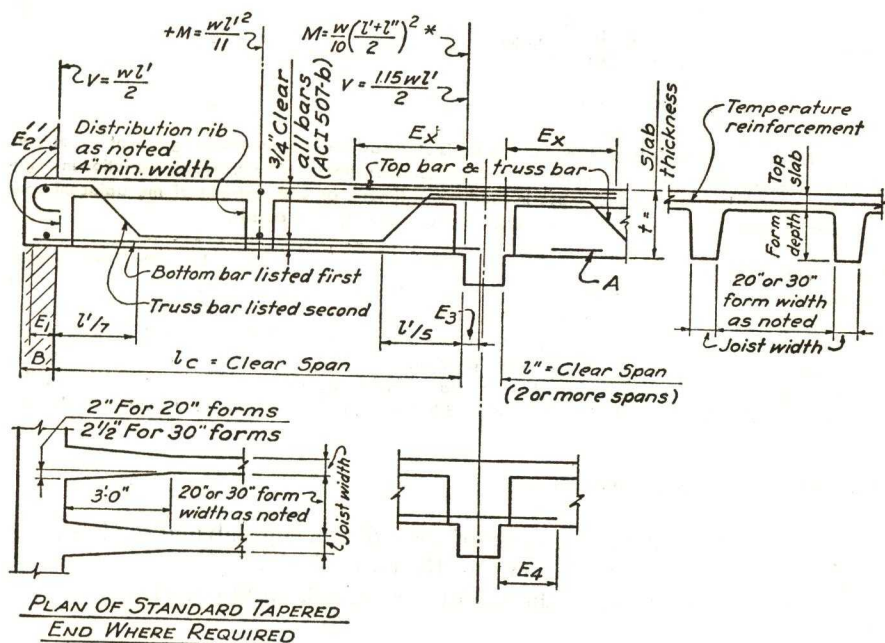 +M = wl'²/11
M = w/10 (l'+l"/2)² *
V = wl'/2
V = 1.15wl'/2
3/4" Clear
all bars
(ACI 507-b)
E2"
Distribution rib
as noted
4" min. width
Ex
Ex
Top bar & truss bar
t = Slab
thickness
Temperature
reinforcement
Top
slab
Form
depth
Bottom bar listed first
Truss bar listed second
A
20" or 30"
form width
as noted
Joist width
E1
l'/7
l'/5
E3
B
lc = Clear Span
l" = Clear Span
(2 or more spans)
2" For 20" forms
2½" For 30" forms
3'-0"
20" or 30" form
width as noted
Joist width
E4
PLAN OF STANDARD TAPERED
END WHERE REQUIRED